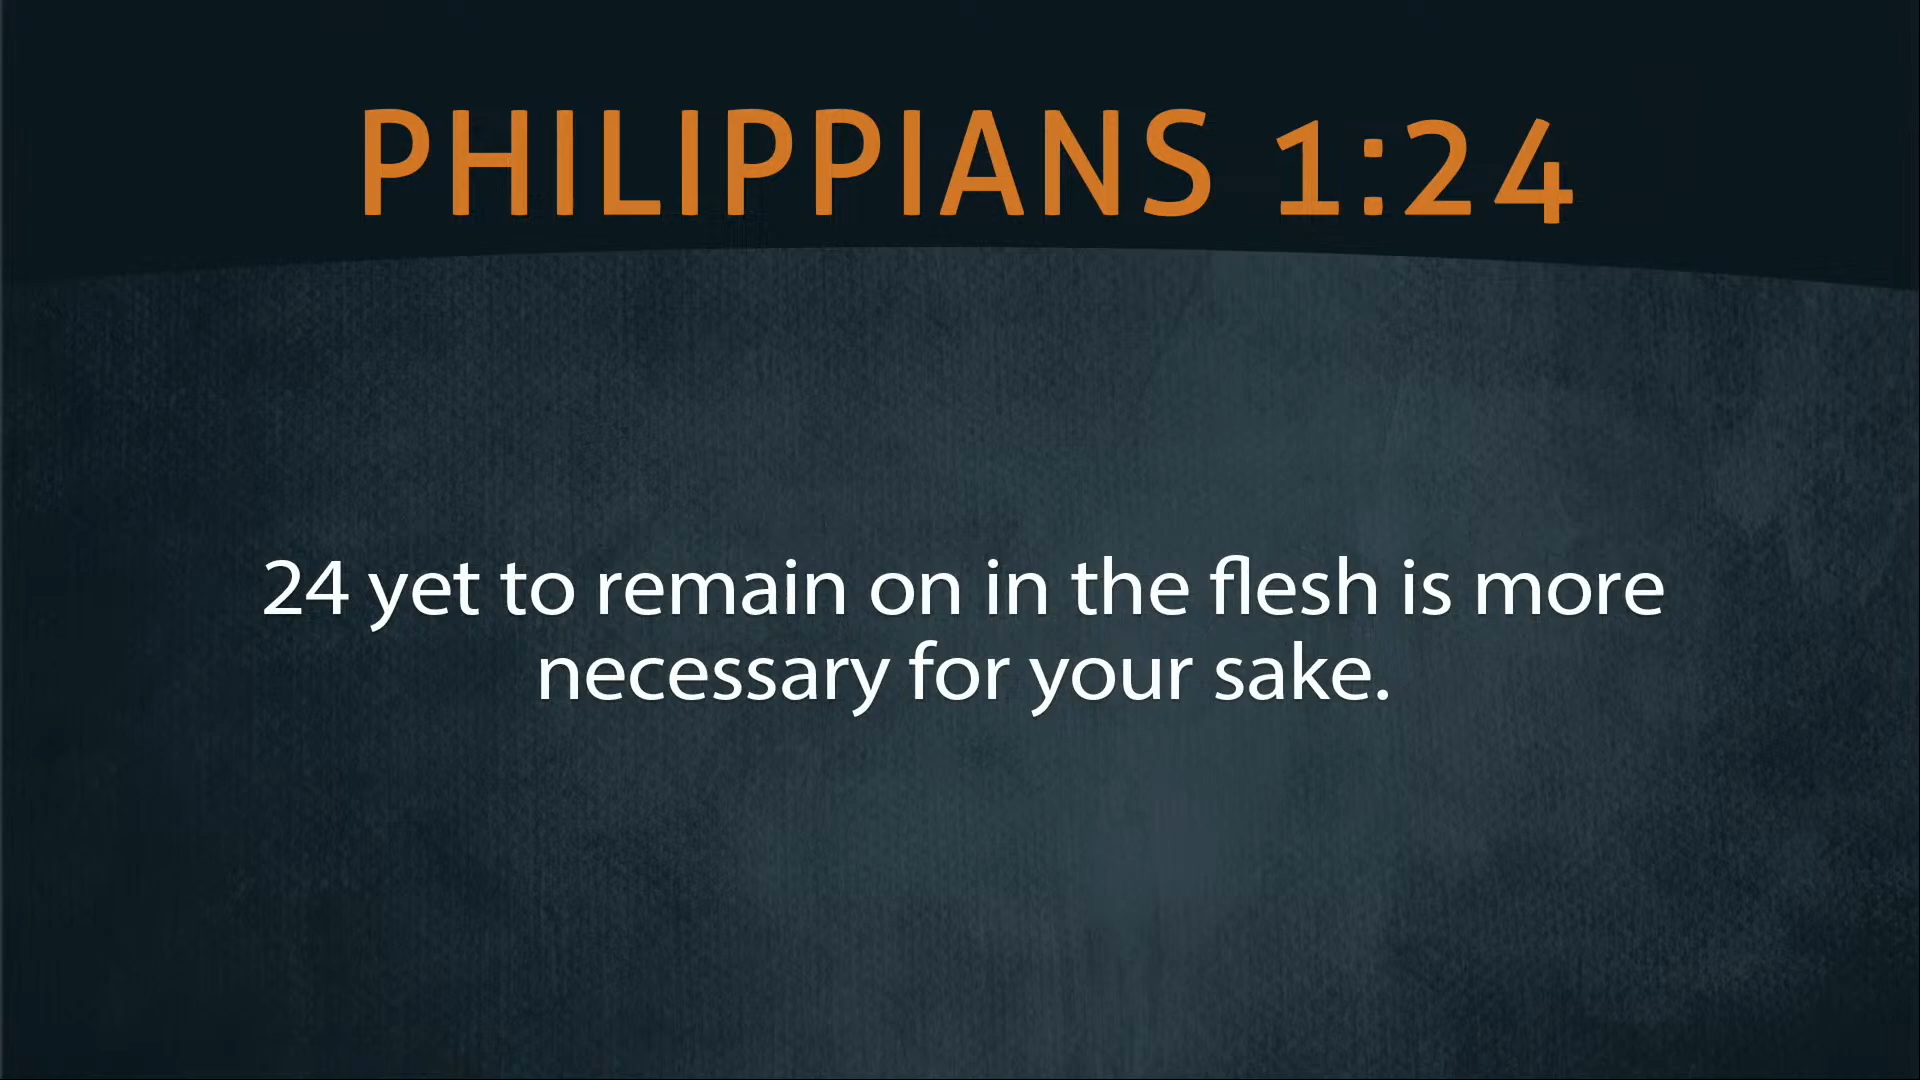 PHILIPPIANS 1:24
24 yet to remain on in the flesh is more
necessary for your sake.